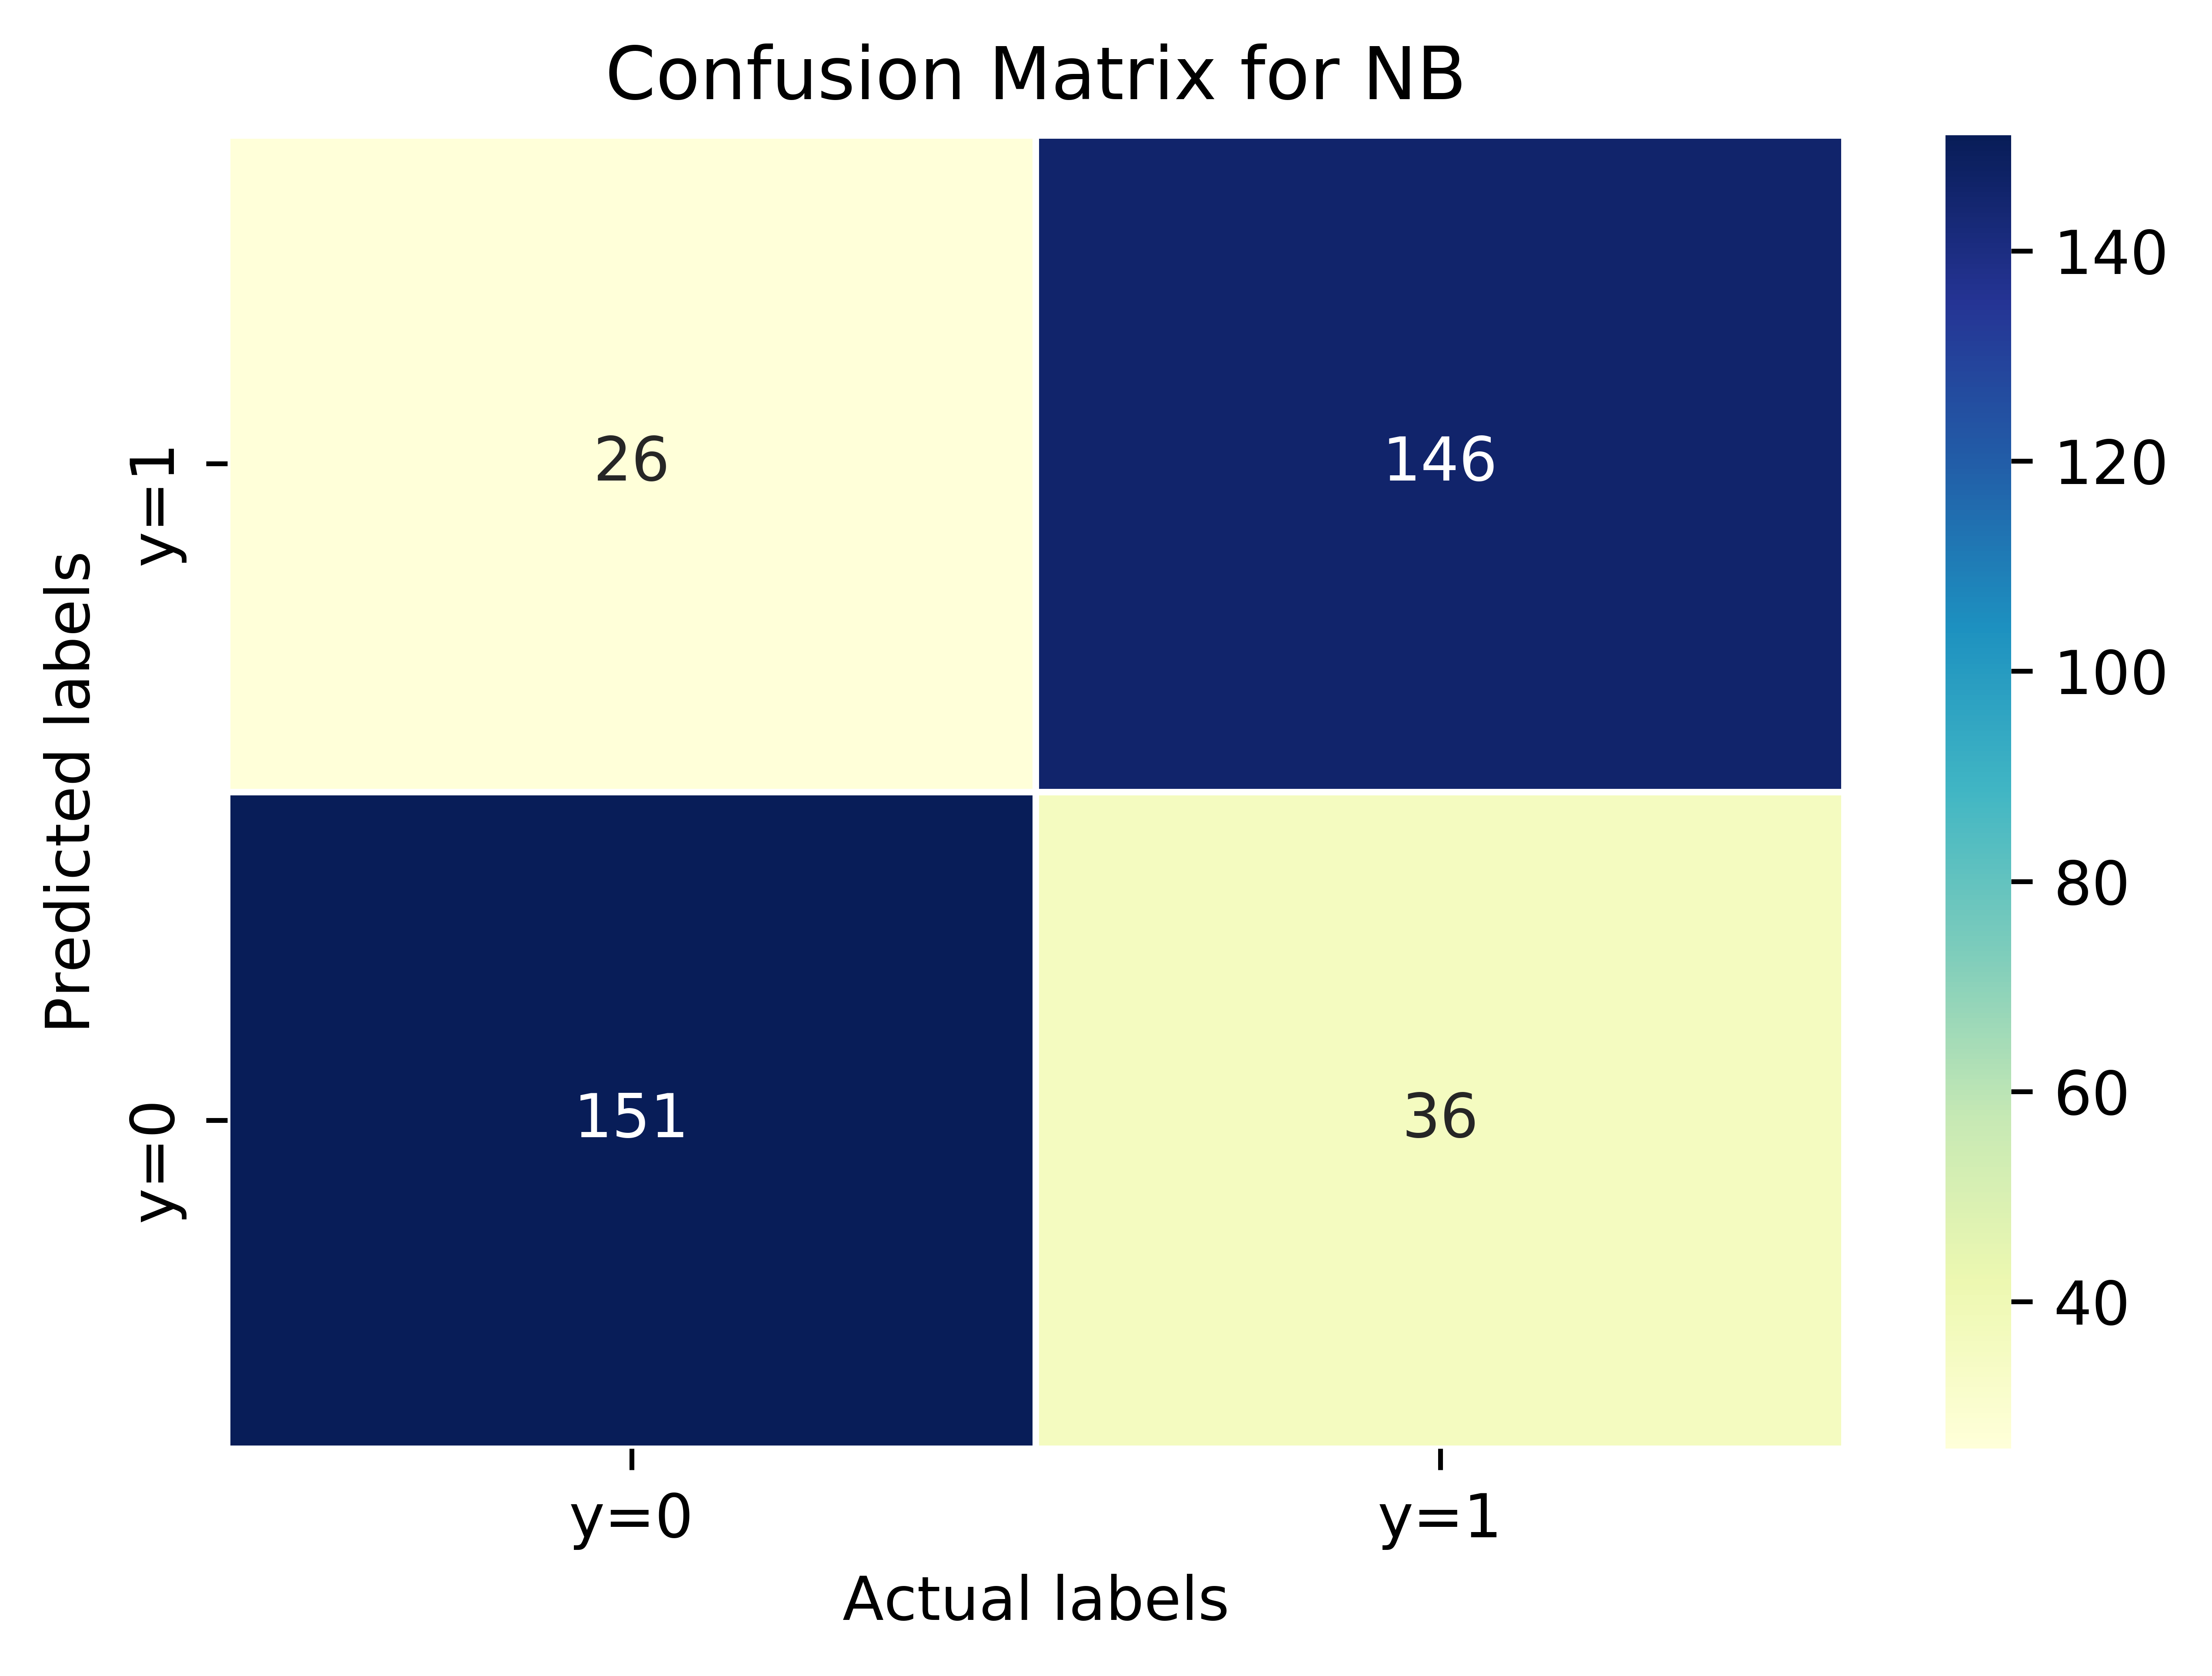 Confusion Matrix for NB
Predicted labels
y=1
y=0
26
146
151
36
y=0
y=1
Actual labels
140
120
100
80
60
40